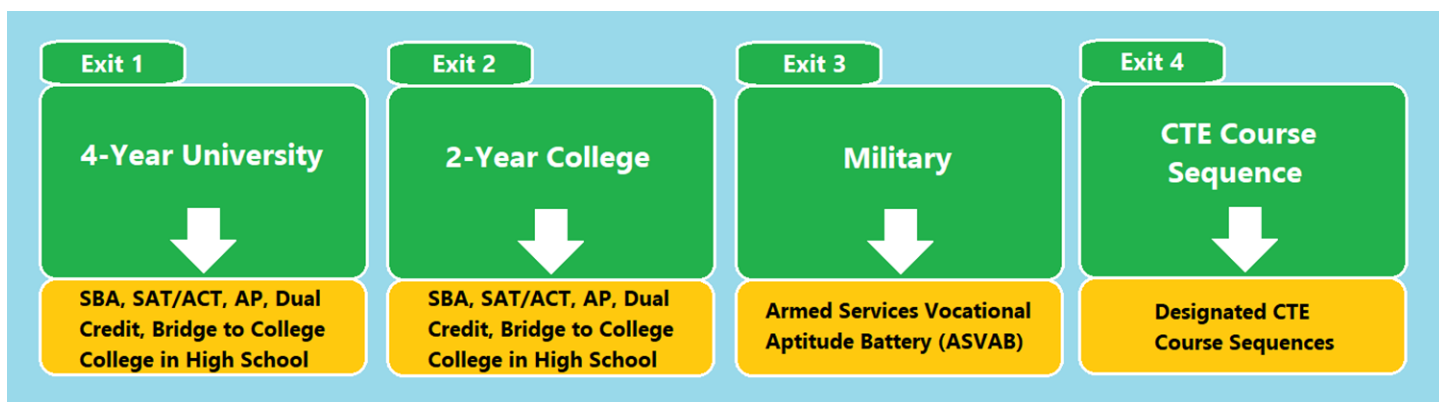 Exit 1
4-Year University
SBA, SAT/ACT, AP, Dual
Credit, Bridge to College
College in High School
Exit 2
2-Year College
SBA, SAT/ACT, AP, Dual
Credit, Bridge to College
College in High School
Exit 3
Military
Armed Services Vocational
Aptitude Battery (ASVAB)
Exit 4
CTE Course
Sequence
Designated CTE
Course Sequences